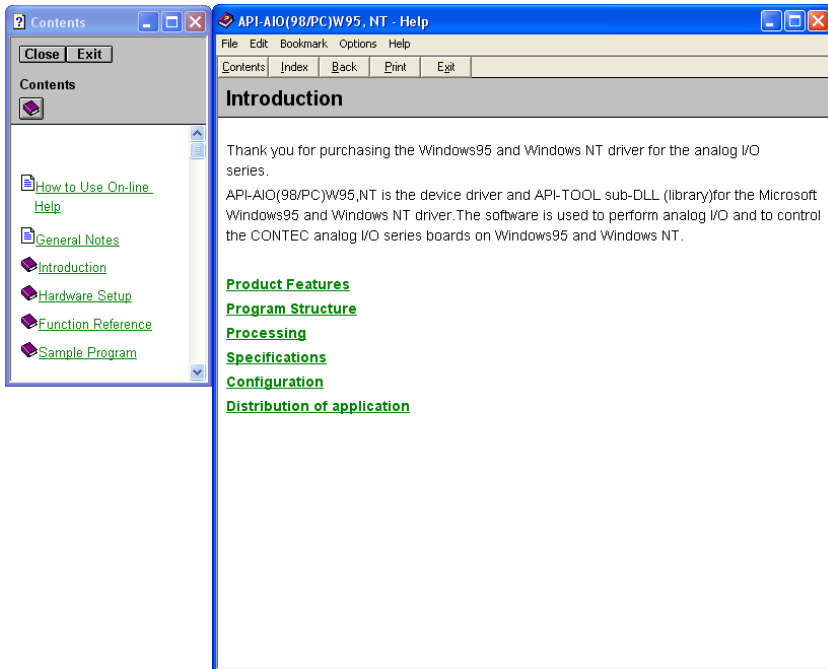 Contents
Close Exit
Contents
How to Use On-line
Help
General Notes
Introduction
Hardware Setup
Function Reference
Sample Program
API-AIO(98/PC)W95, NT - Help
File Edit Bookmark Options Help
Contents Index Back Print Exit
Introduction
Thank you for purchasing the Windows95 and Windows NT driver for the analog I/O
series.
API-AIO(98/PC)W95,NT is the device driver and API-TOOL sub-DLL (library)for the Microsoft
Windows95 and Windows NT driver.The software is used to perform analog I/O and to control
the CONTEC analog I/O series boards on Windows95 and Windows NT.
Product Features
Program Structure
Processing
Specifications
Configuration
Distribution of application